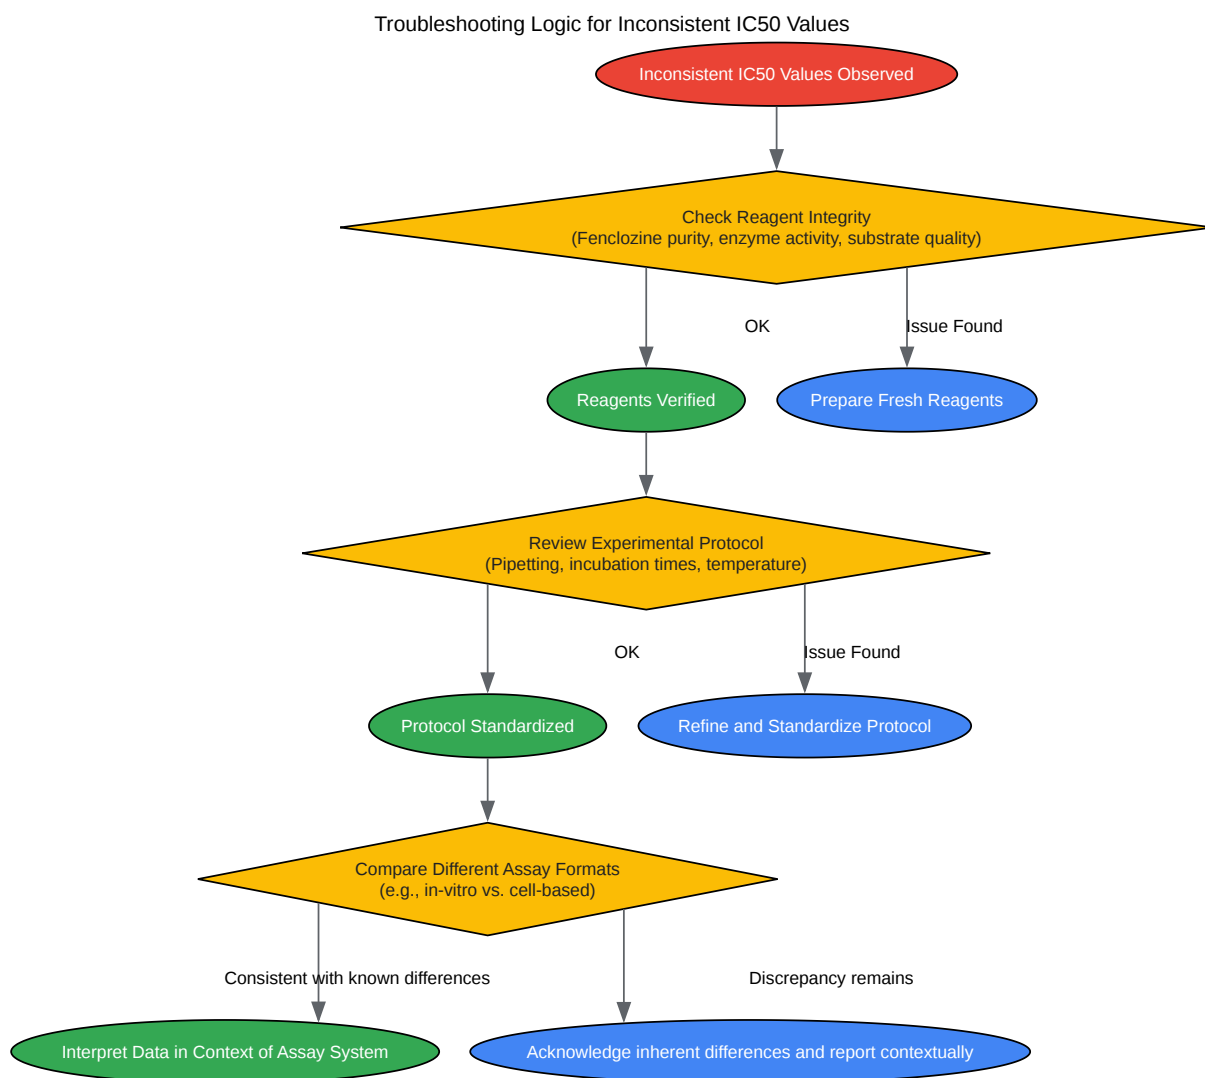 Troubleshooting Logic for Inconsistent IC50 Values
Inconsistent IC50 Values Observed
Check Reagent Integrity
(Fenclozine purity, enzyme activity, substrate quality)
OK
Issue Found
Reagents Verified
Prepare Fresh Reagents
Review Experimental Protocol
(Pipetting, incubation times, temperature)
OK
Issue Found
Protocol Standardized
Refine and Standardize Protocol
Compare Different Assay Formats
(e.g., in-vitro vs. cell-based)
Consistent with known differences
Discrepancy remains
Interpret Data in Context of Assay System
Acknowledge inherent differences and report contextually